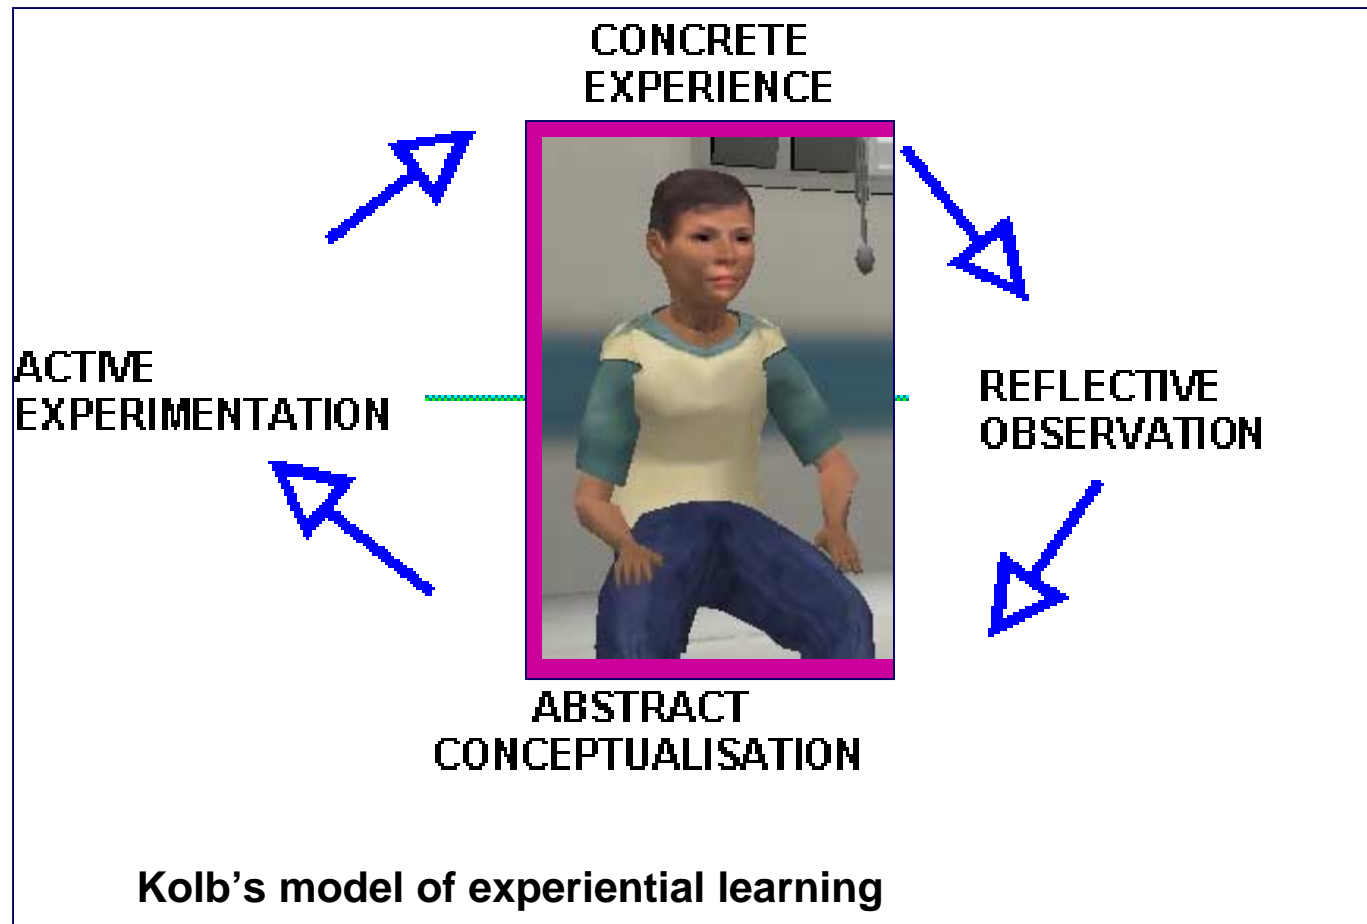 CONCRETE
EXPERIENCE
ACTIVE
EXPERIMENTATION
REFLECTIVE
OBSERVATION
ABSTRACT
CONCEPTUALISATION
Kolb’s model of experiential learning